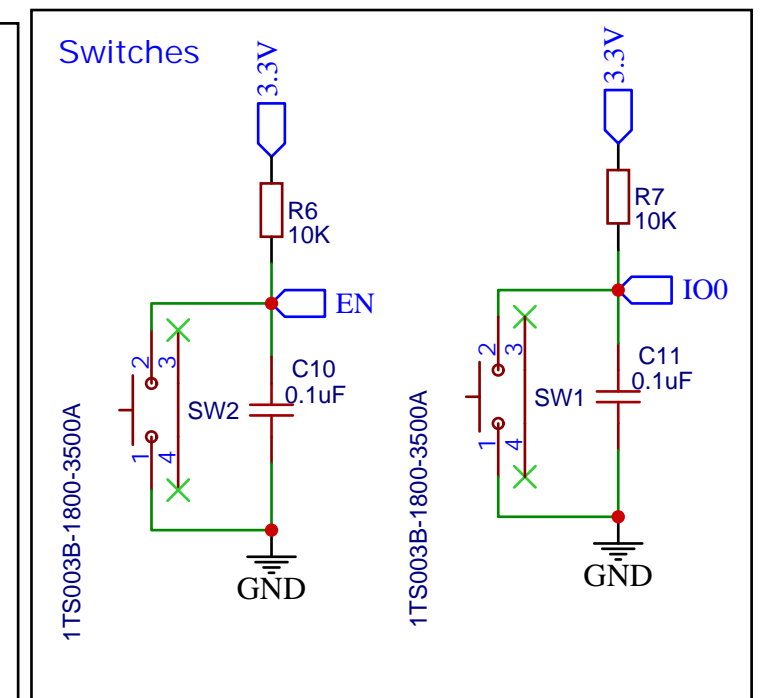 Switches
3.3V
R6
10K
EN
2
3
C10
0.1uF
SW2
1
4
1TS003B-1800-3500A
GND
3.3V
R7
10K
IO0
2
3
C11
0.1uF
SW1
1
4
1TS003B-1800-3500A
GND